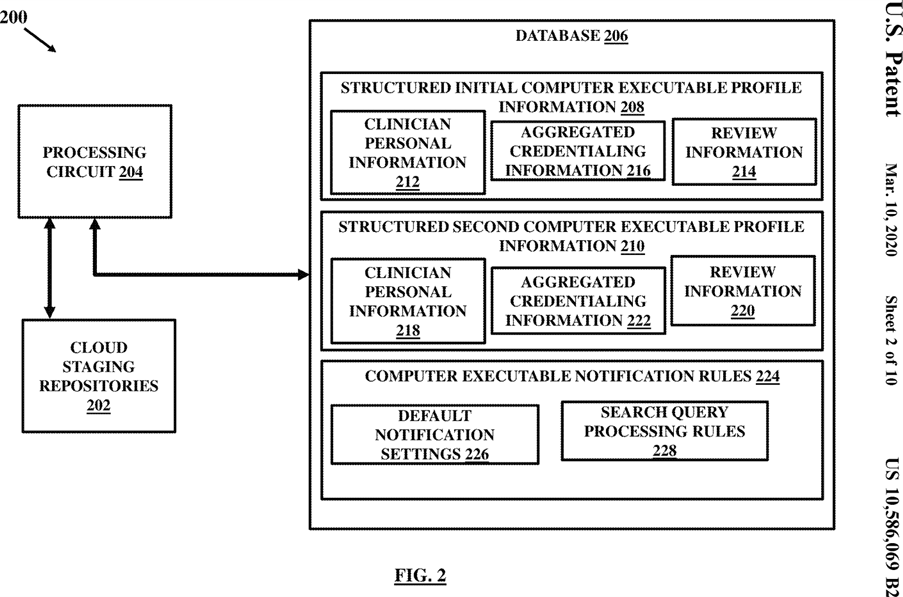 200
PROCESSING
CIRCUIT 204
CLOUD
STAGING
REPOSITORIES
202
DATABASE 206
STRUCTURED INITIAL COMPUTER EXECUTABLE PROFILE
INFORMATION 208
CLINICIAN
PERSONAL
INFORMATION
212
AGGREGATED
CREDENTIALING
INFORMATION 216
REVIEW
INFORMATION
214
STRUCTURED SECOND COMPUTER EXECUTABLE PROFILE
INFORMATION 210
CLINICIAN
PERSONAL
INFORMATION
218
AGGREGATED
CREDENTIALING
INFORMATION 222
REVIEW
INFORMATION
220
COMPUTER EXECUTABLE NOTIFICATION RULES 224
DEFAULT
NOTIFICATION
SETTINGS 226
SEARCH QUERY
PROCESSING RULES
228
FIG. 2
U.S. Patent
Mar. 10, 2020
Sheet 2 of 10
US 10,586,069 B2